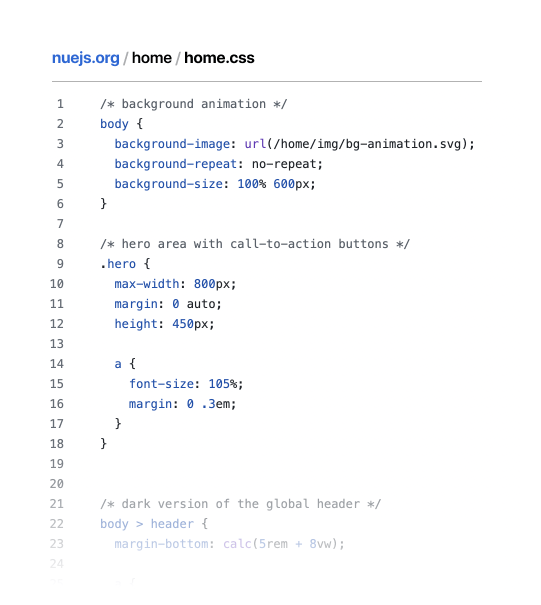 nuejs.org / home / home.css
1 /* background animation */
2 body {
3 background-image: url(/home/img/bg-animation.svg);
4 background-repeat: no-repeat;
5 background-size: 100% 600px;
6 }
7
8 /* hero area with call-to-action buttons */
9 .hero {
10 max-width: 800px;
11 margin: 0 auto;
12 height: 450px;
13
14 a {
15 font-size: 105%;
16 margin: 0 .3em;
17 }
18 }
19
20
21 /* dark version of the global header */
22 body > header {
23 margin-bottom: calc(5rem + 8vw);
24